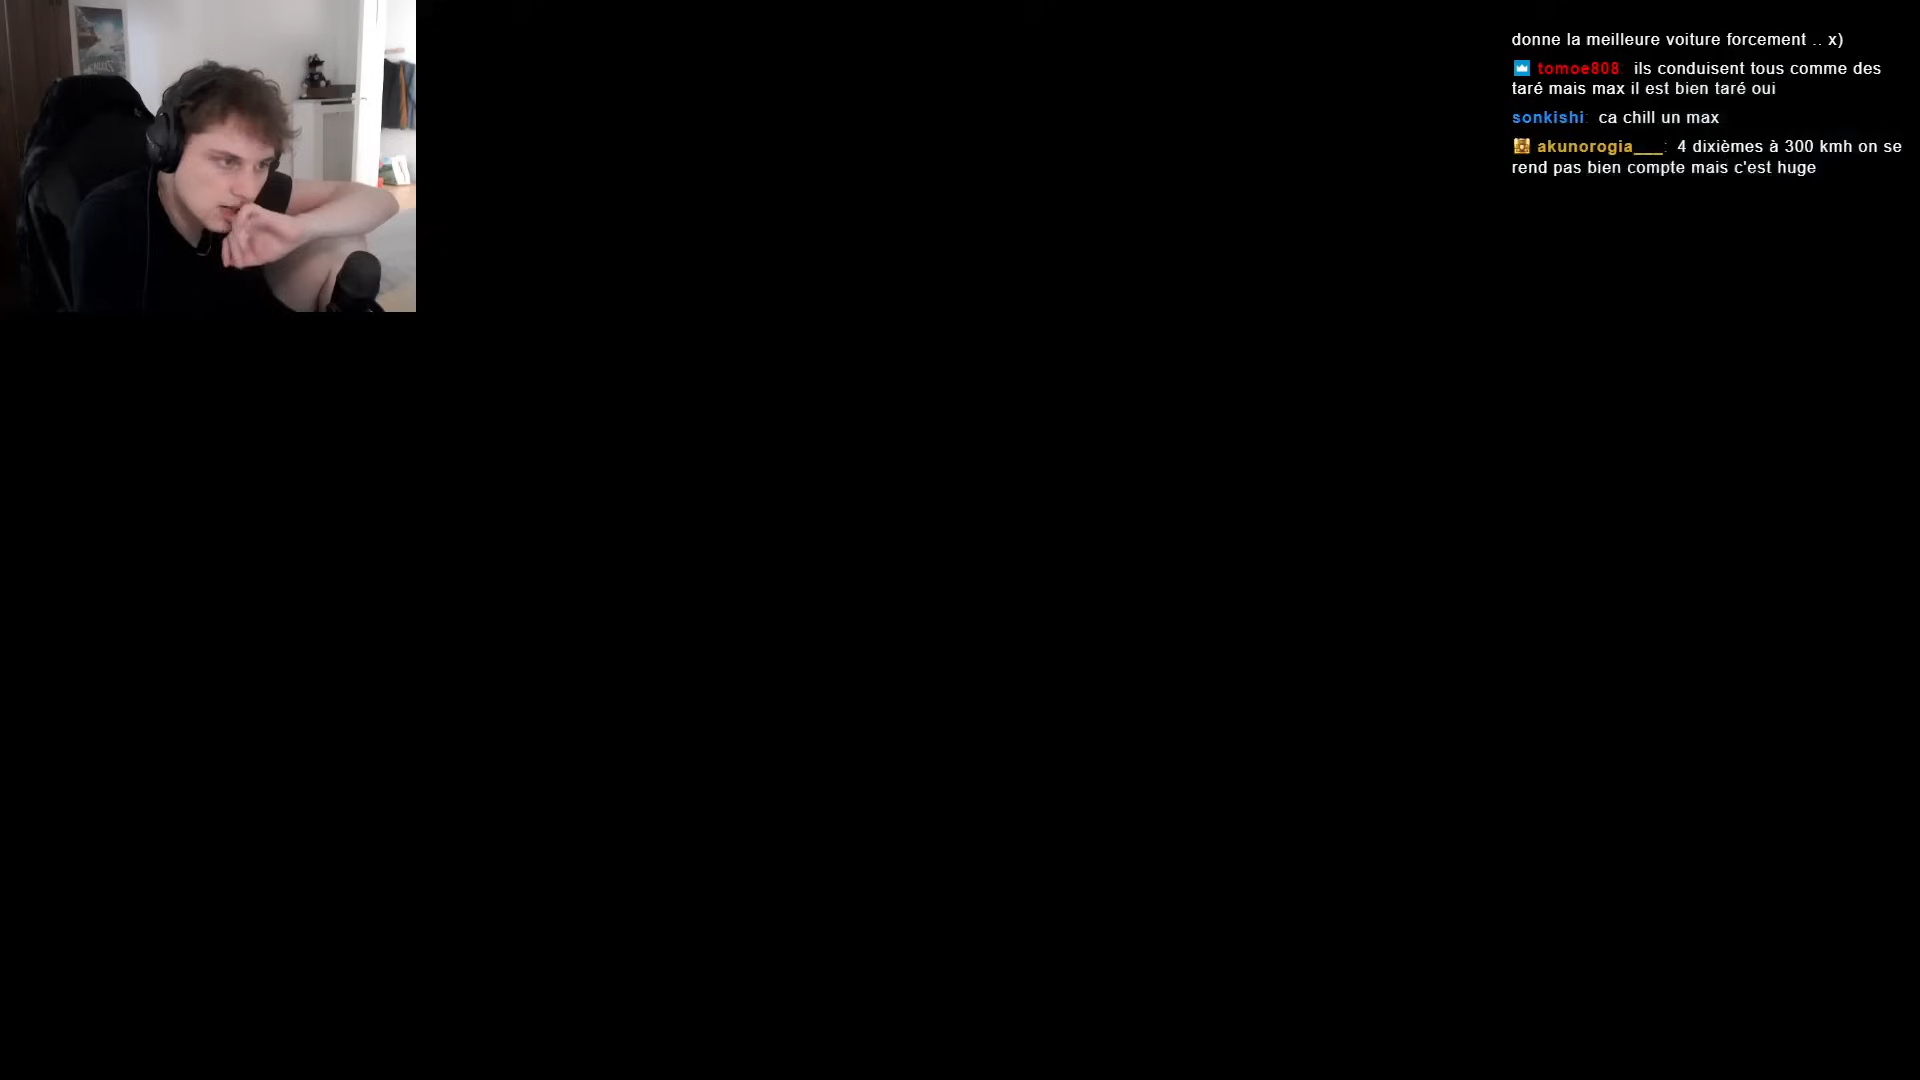 donne la meilleure voiture forcement .. x)
tomoe808: ils conduisent tous comme des
taré mais max il est bien taré oui
sonkishi: ca chill un max
akunorogia___: 4 dixièmes à 300 kmh on se
rend pas bien compte mais c'est huge